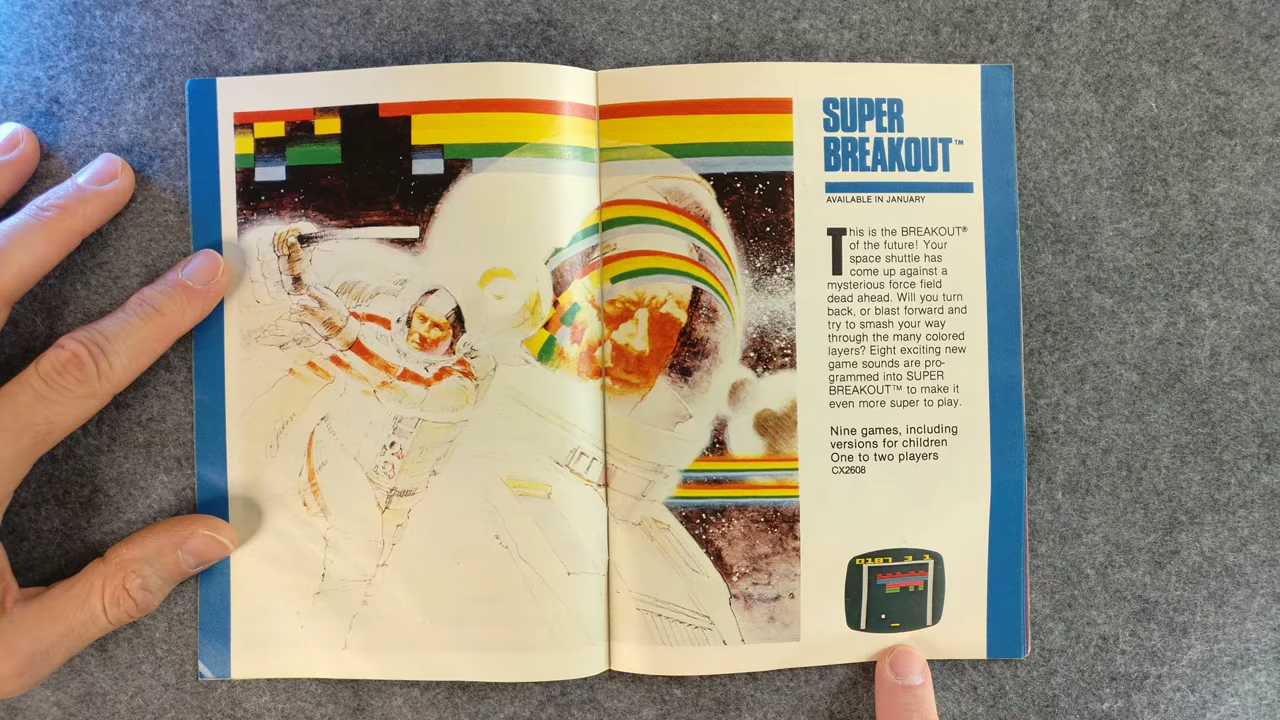 SUPER
BREAKOUT™
AVAILABLE IN JANUARY
This is the BREAKOUT®
of the future! Your
space shuttle has
come up against a
mysterious force field
dead ahead. Will you turn
back, or blast forward and
try to smash your way
through the many colored
layers? Eight exciting new
game sounds are pro-
grammed into SUPER
BREAKOUT™ to make it
even more super to play.
Nine games, including
versions for children
One to two players
CX2608
0187 3 1